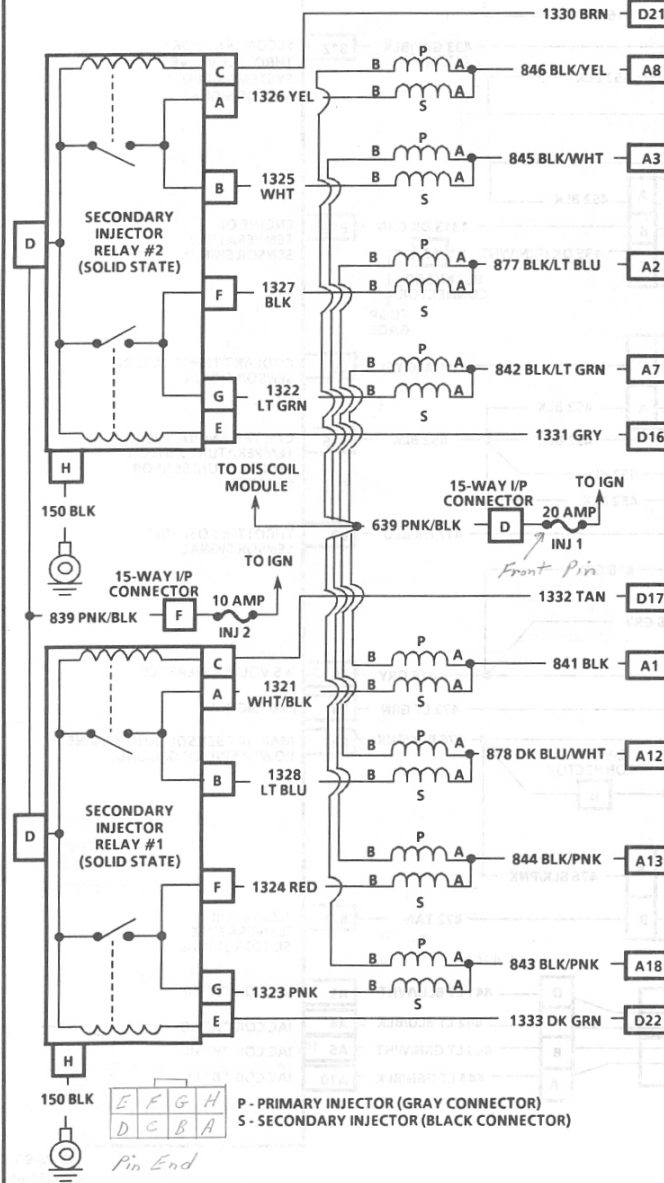 1330 BRN D21
C
846 BLK/YEL A8
P
B A
A 1326 YEL
B A
S
P
B A
845 BLK/WHT A3
B 1325 WHT
B A
S
D
SECONDARY
INJECTOR
RELAY #2
(SOLID STATE)
P
B A
877 BLK/LT BLU A2
F 1327 BLK
B A
S
P
B A
842 BLK/LT GRN A7
G 1322 LT GRN
B A
S
E
1331 GRY D16
H
150 BLK
TO DIS COIL
MODULE
15-WAY I/P
CONNECTOR
TO IGN
639 PNK/BLK D 20 AMP
INJ 1
Front Pin
TO IGN
15-WAY I/P
CONNECTOR
839 PNK/BLK F 10 AMP
INJ 2
1332 TAN D17
C
P
B A
841 BLK A1
A 1321 WHT/BLK
B A
S
P
B A
878 DK BLU/WHT A12
B 1328 LT BLU
B A
S
D
SECONDARY
INJECTOR
RELAY #1
(SOLID STATE)
P
B A
844 BLK/PNK A13
F 1324 RED
B A
S
P
B A
843 BLK/PNK A18
G 1323 PNK
B A
S
E
1333 DK GRN D22
H
150 BLK
E F G H
D C B A
Pin End
P - PRIMARY INJECTOR (GRAY CONNECTOR)
S - SECONDARY INJECTOR (BLACK CONNECTOR)